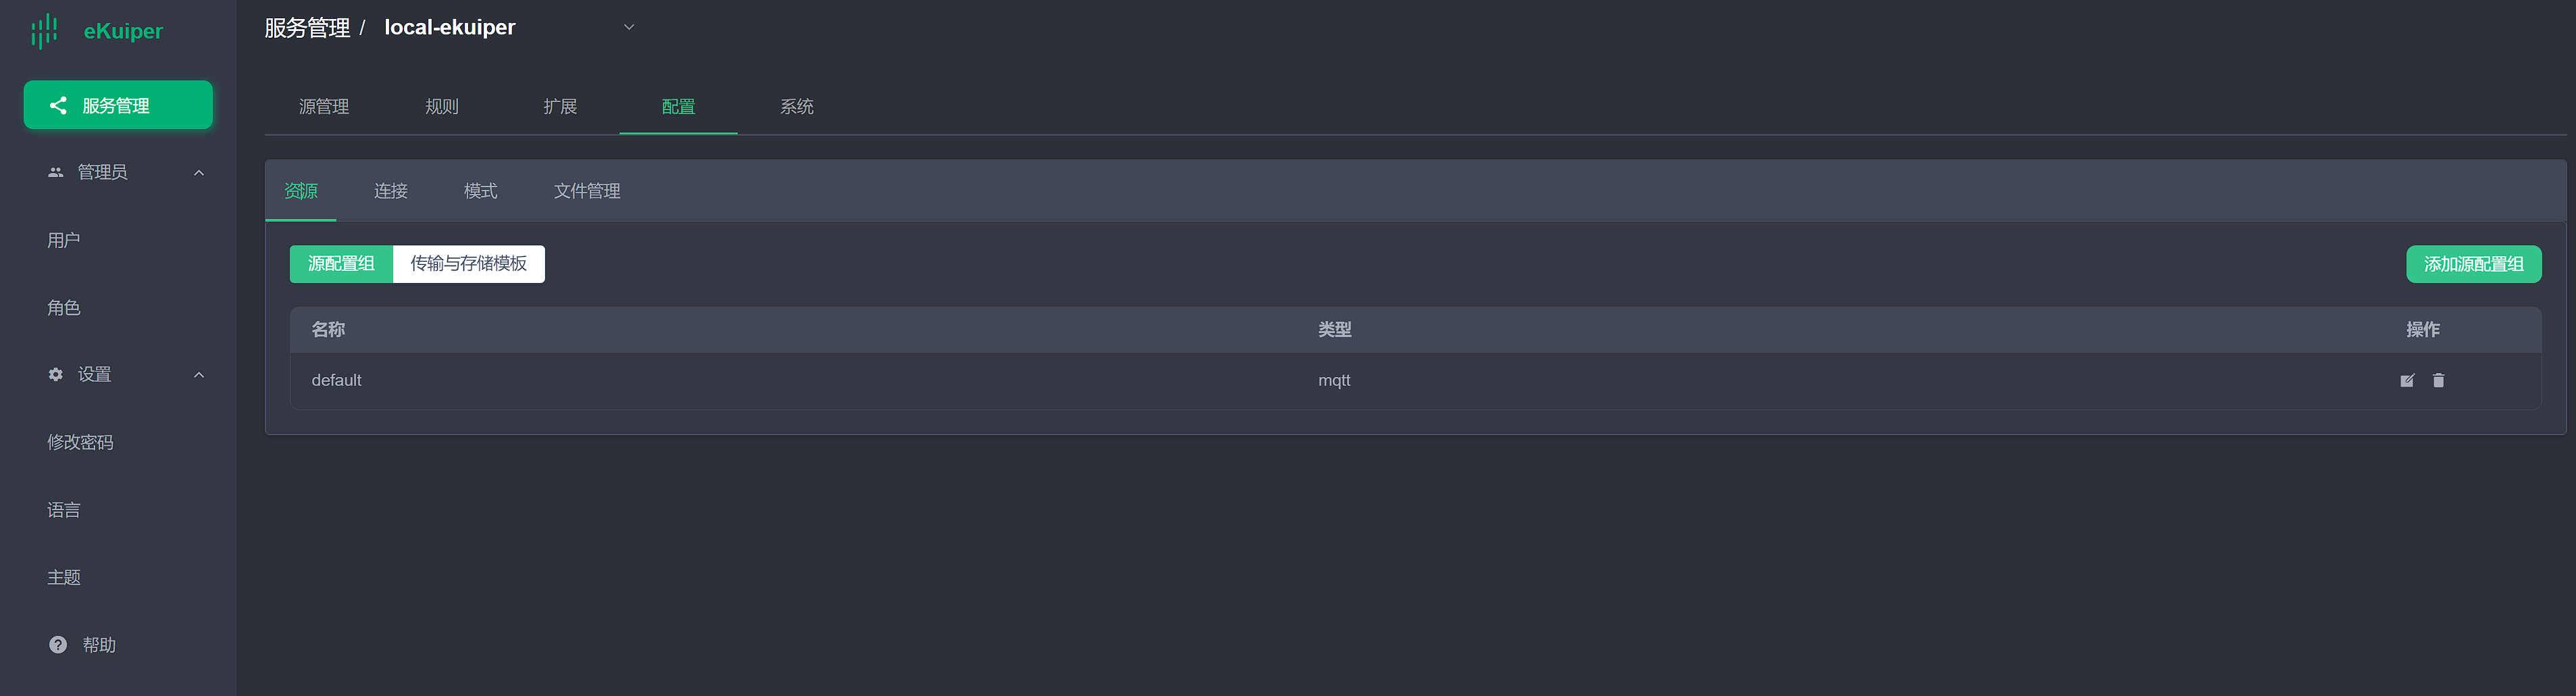 eKuiper
服务管理 / local-ekuiper
服务管理
管理员
用户
角色
设置
修改密码
语言
主题
帮助
源管理 规则 扩展 配置 系统
资源 连接 模式 文件管理
源配置组 传输与存储模板 添加源配置组
名称 类型 操作
default mqtt